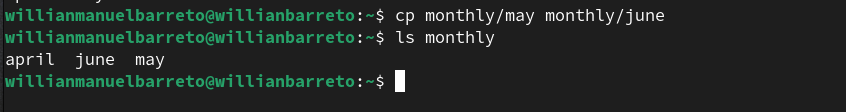 willianmanuelbarreto@willianbarreto:~$ cp monthly/may monthly/june
willianmanuelbarreto@willianbarreto:~$ ls monthly
april  june  may
willianmanuelbarreto@willianbarreto:~$